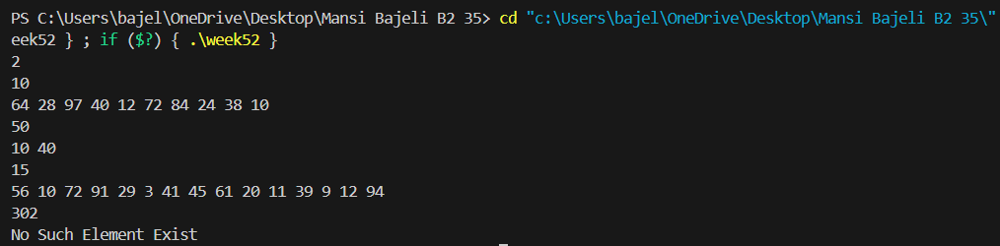 PS C:\Users\bajel\OneDrive\Desktop\Mansi Bajeli B2 35> cd "c:\Users\bajel\OneDrive\Desktop\Mansi Bajeli B2 35\"
eek52 } ; if ($?) { .\week52 }
2
10
64 28 97 40 12 72 84 24 38 10
50
10 40
15
56 10 72 91 29 3 41 45 61 20 11 39 9 12 94
302
No Such Element Exist